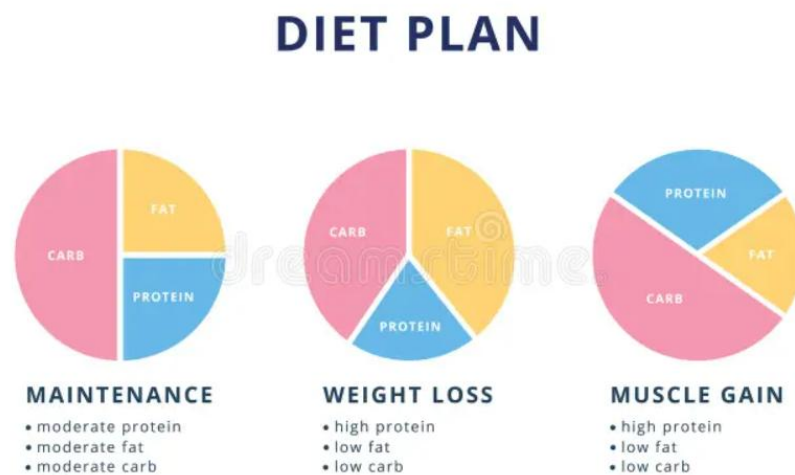 DIET PLAN
CARB
FAT
PROTEIN
CARB
FAT
PROTEIN
PROTEIN
FAT
CARB
dreamstime.
MAINTENANCE
• moderate protein
• moderate fat
• moderate carb
WEIGHT LOSS
• high protein
• low fat
• low carb
MUSCLE GAIN
• high protein
• low fat
• low carb